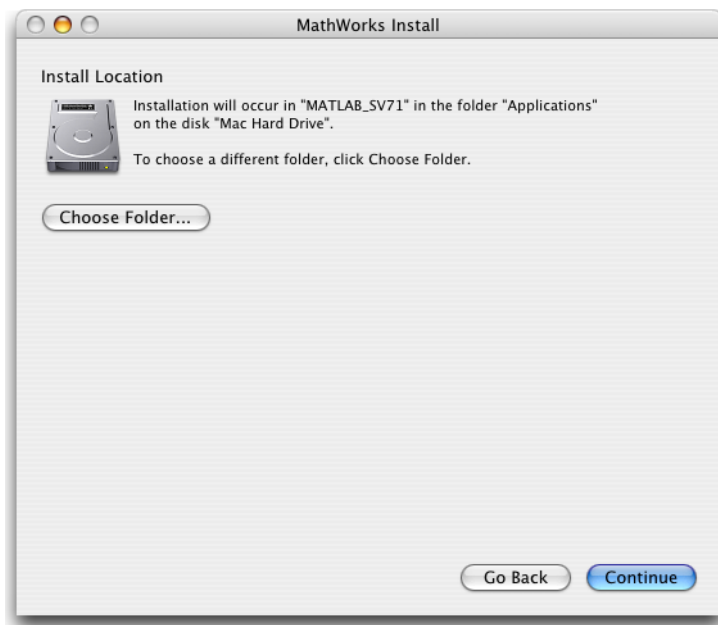 MathWorks Install
Install Location
Installation will occur in "MATLAB_SV71" in the folder "Applications"
on the disk "Mac Hard Drive".
To choose a different folder, click Choose Folder.
Choose Folder...
Go Back
Continue